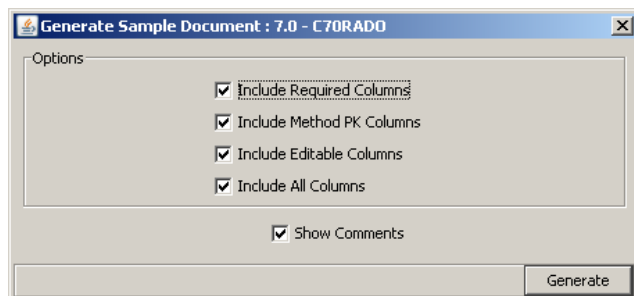 Generate Sample Document : 7.0 - C70RADO
Options
Include Required Columns
Include Method PK Columns
Include Editable Columns
Include All Columns
Show Comments
Generate